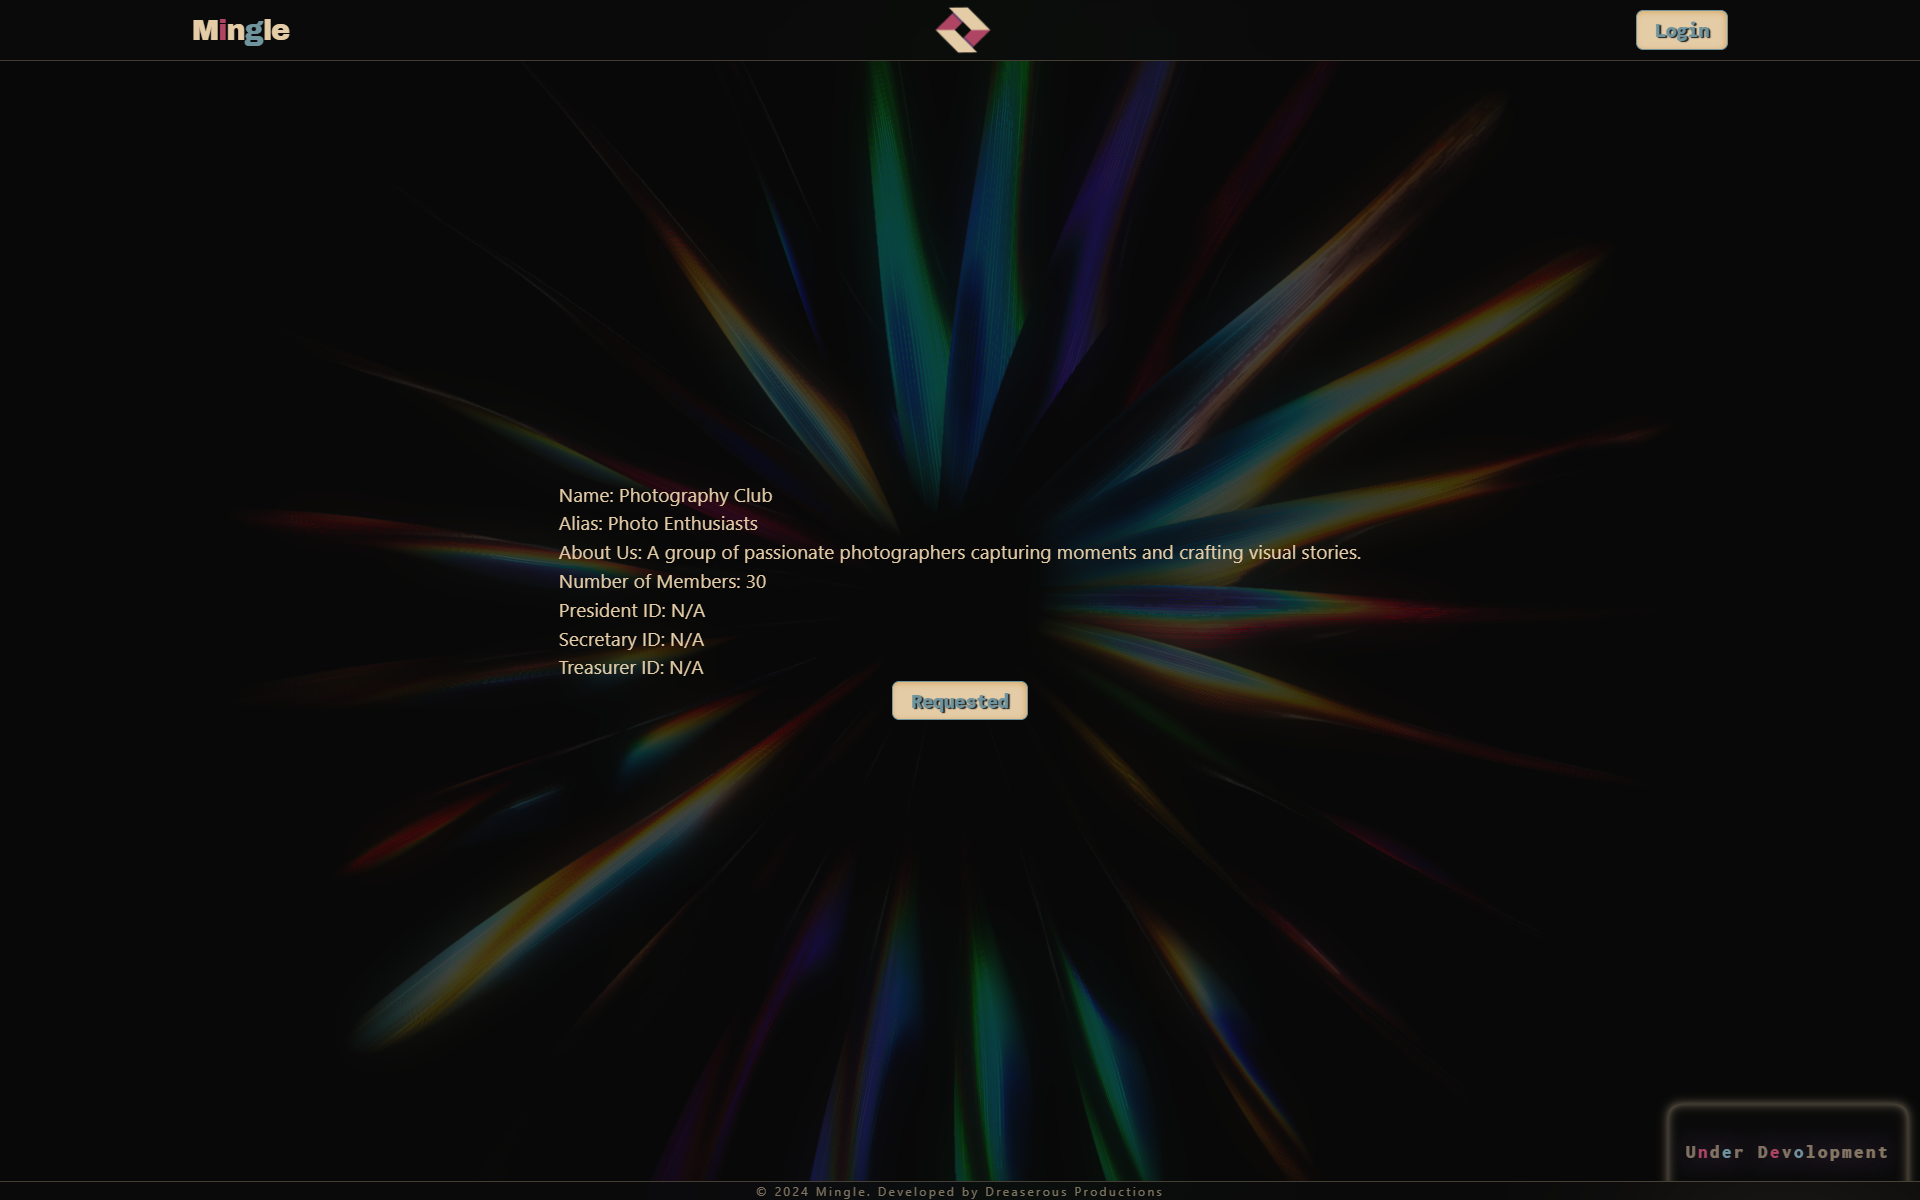 Mingle
Login
Name: Photography Club
Alias: Photo Enthusiasts
About Us: A group of passionate photographers capturing moments and crafting visual stories.
Number of Members: 30
President ID: N/A
Secretary ID: N/A
Treasurer ID: N/A
Requested
Under Devolopment
© 2024 Mingle. Developed by Dreaserous Productions